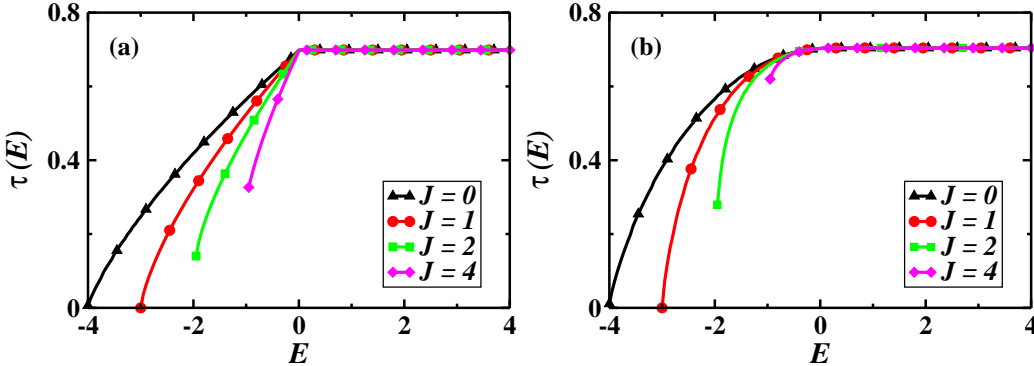 (a)
0.8
0.4
0
τ (E)
-4 -2 0 2 4
E
J = 0
J = 1
J = 2
J = 4
(b)
0.8
0.4
0
τ (E)
-4 -2 0 2 4
E
J = 0
J = 1
J = 2
J = 4